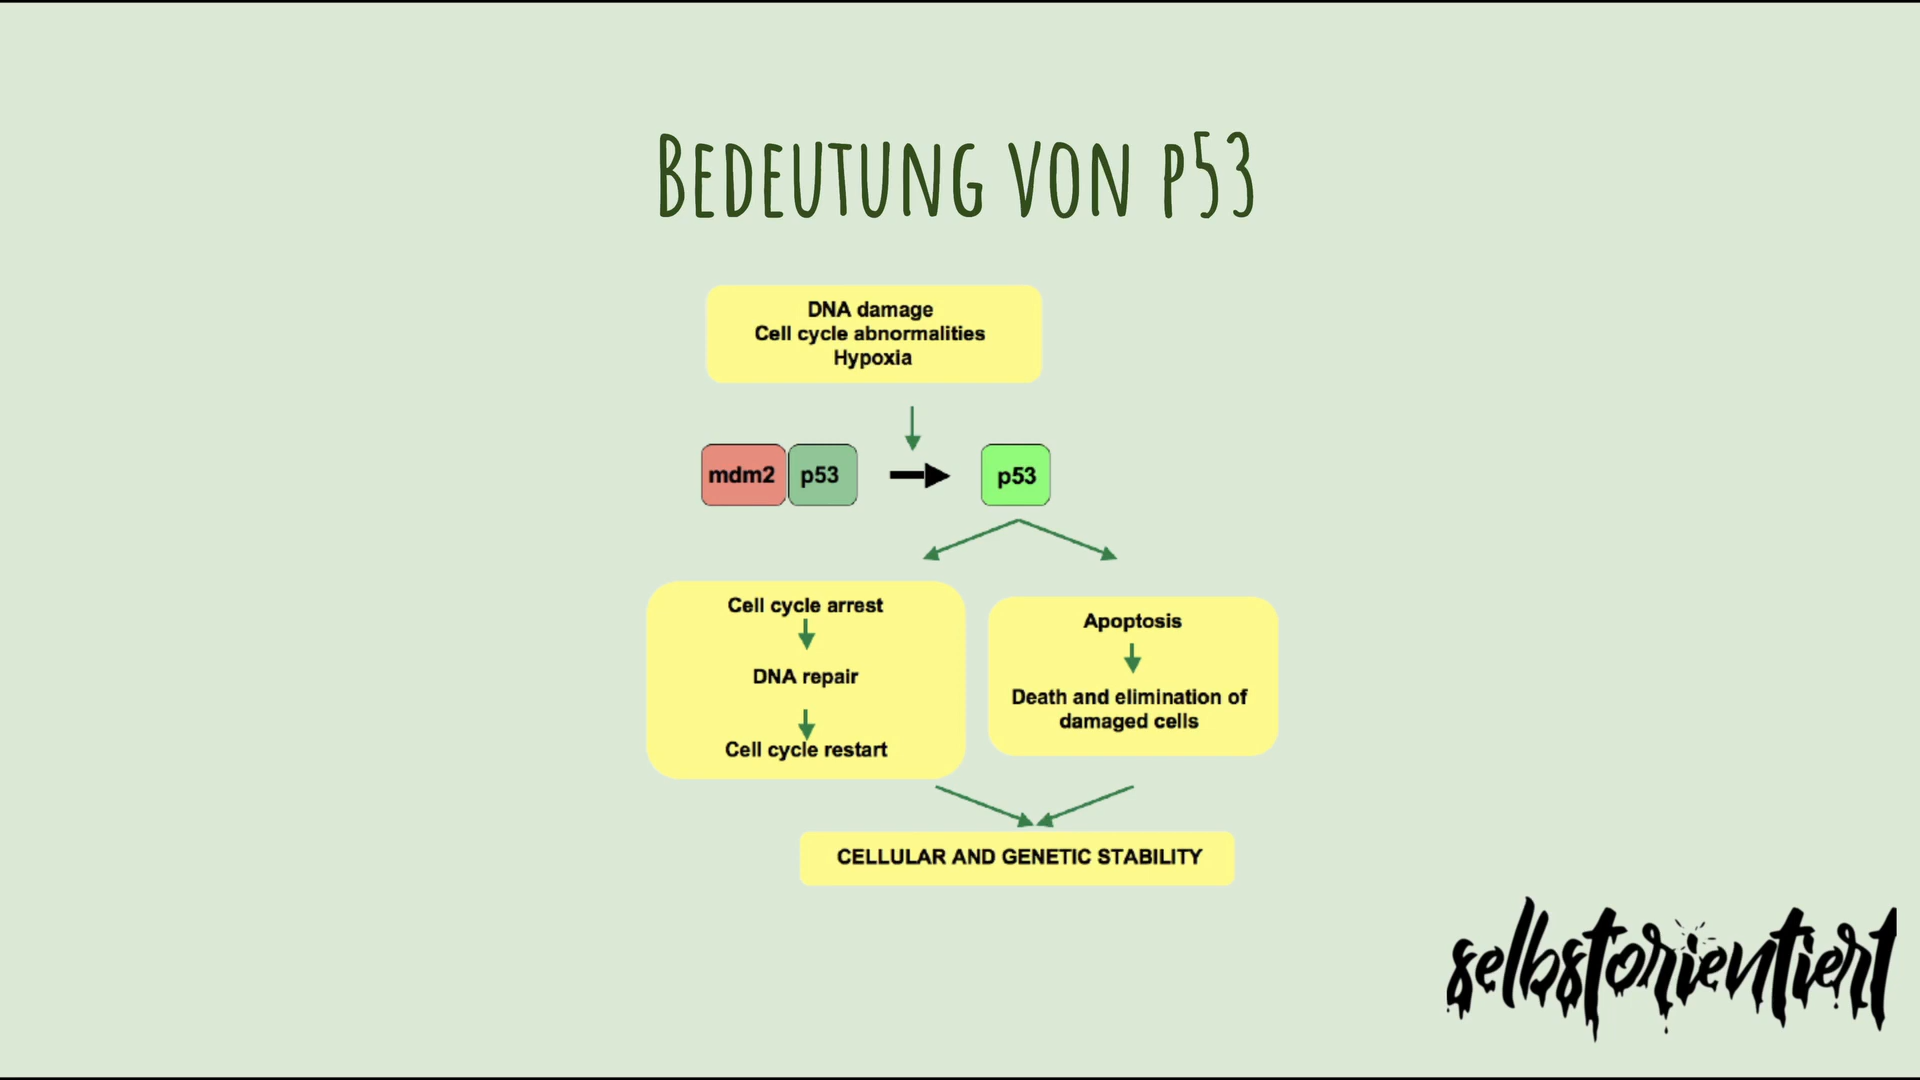 Bedeutung von p53
DNA damage
Cell cycle abnormalities
Hypoxia
mdm2 p53 p53
Cell cycle arrest
DNA repair
Cell cycle restart
Apoptosis
Death and elimination of
damaged cells
CELLULAR AND GENETIC STABILITY
selbstorientiert